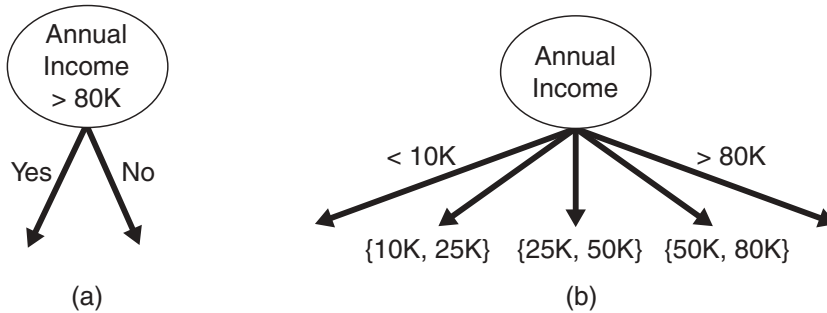 Annual
Income
> 80K
Yes
No
(a)
Annual
Income
< 10K
> 80K
{10K, 25K}
{25K, 50K}
{50K, 80K}
(b)